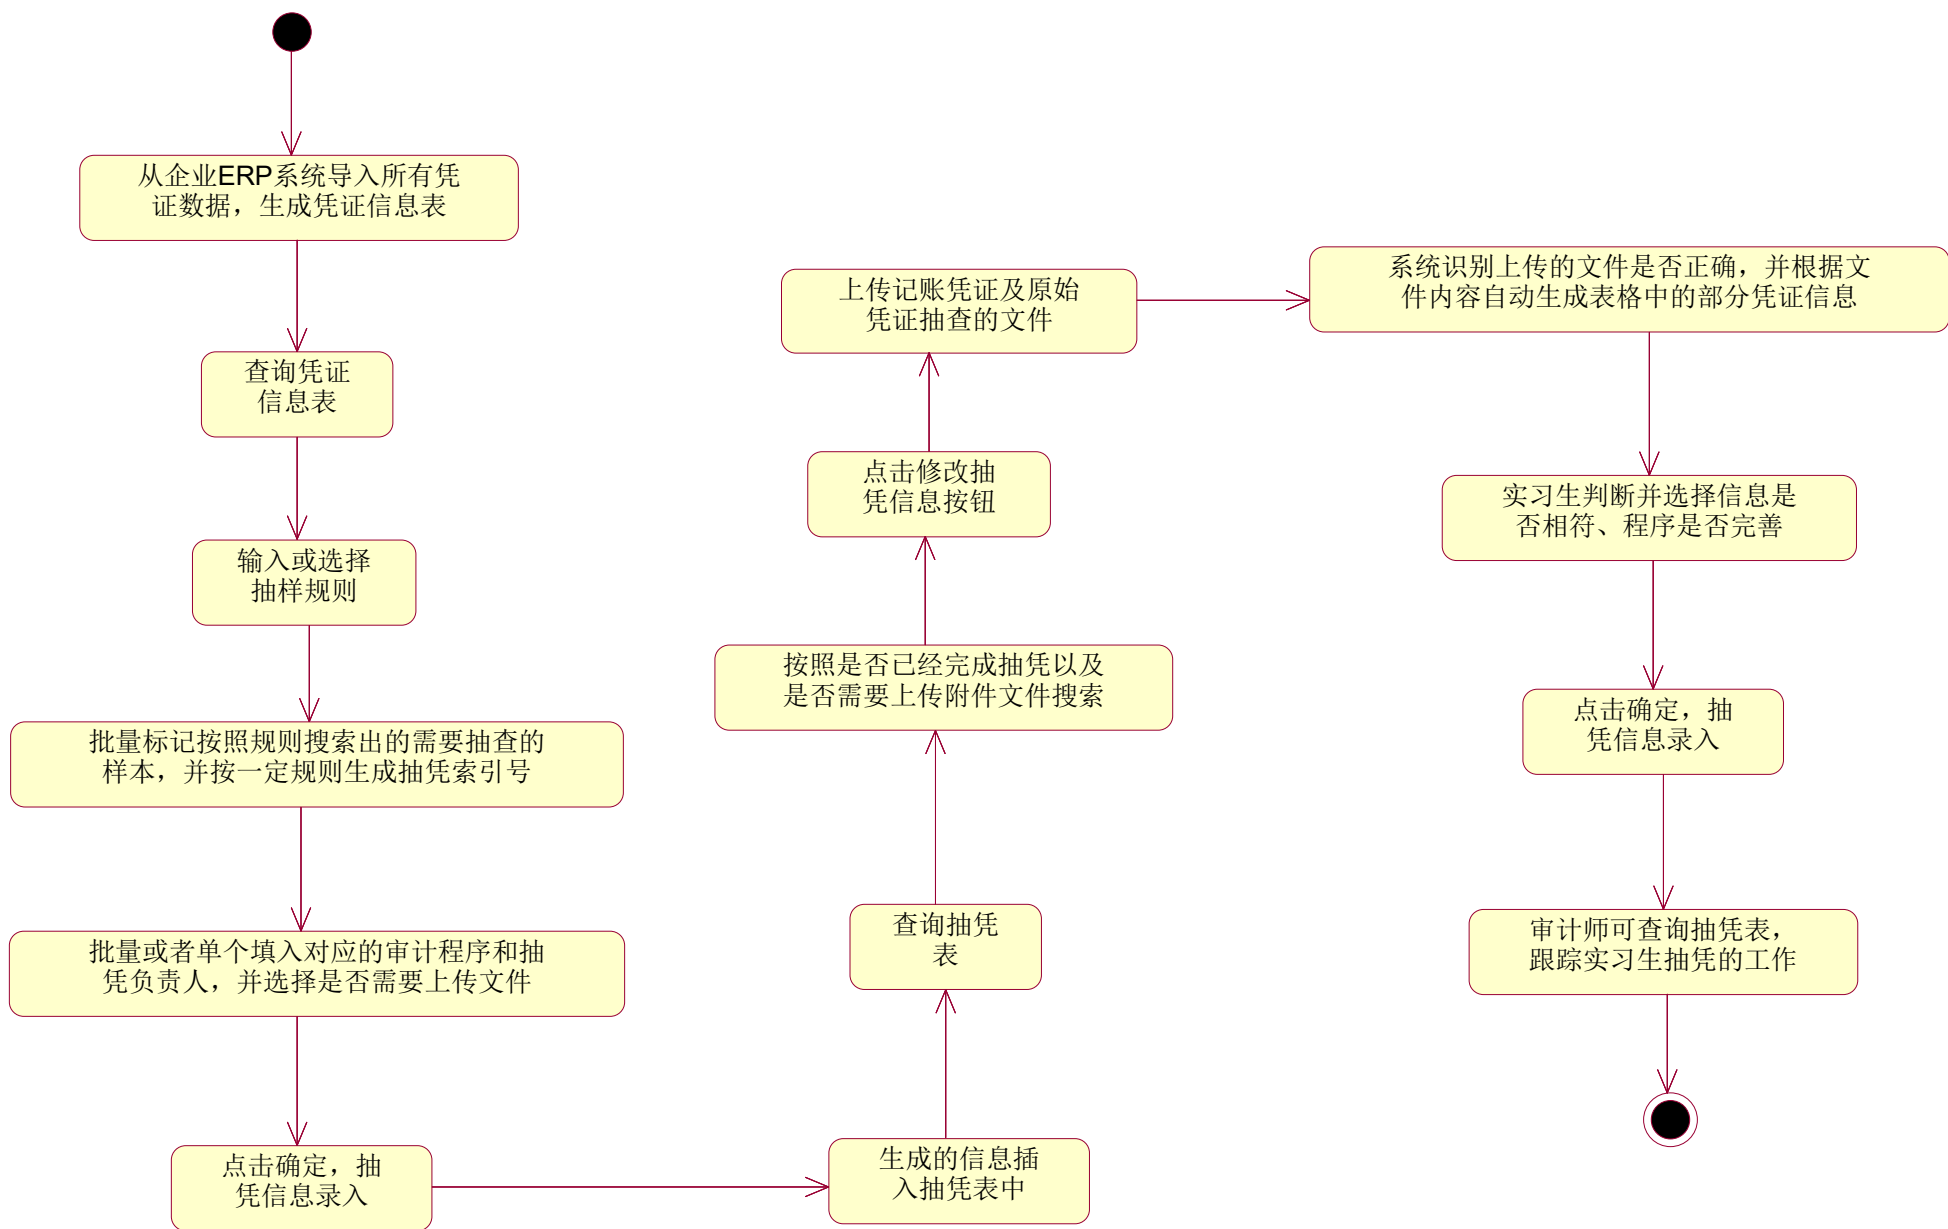 从企业ERP系统导入所有凭
证数据，生成凭证信息表
查询凭证
信息表
输入或选择
抽样规则
批量标记按照规则搜索出的需要抽查的
样本，并按一定规则生成抽凭索引号
批量或者单个填入对应的审计程序和抽
凭负责人，并选择是否需要上传文件
点击确定，抽
凭信息录入
生成的信息插
入抽凭表中
查询抽凭
表
按照是否已经完成抽凭以及
是否需要上传附件文件搜索
点击修改抽
凭信息按钮
上传记账凭证及原始
凭证抽查的文件
系统识别上传的文件是否正确，并根据文
件内容自动生成表格中的部分凭证信息
实习生判断并选择信息是
否相符、程序是否完善
点击确定，抽
凭信息录入
审计师可查询抽凭表，
跟踪实习生抽凭的工作